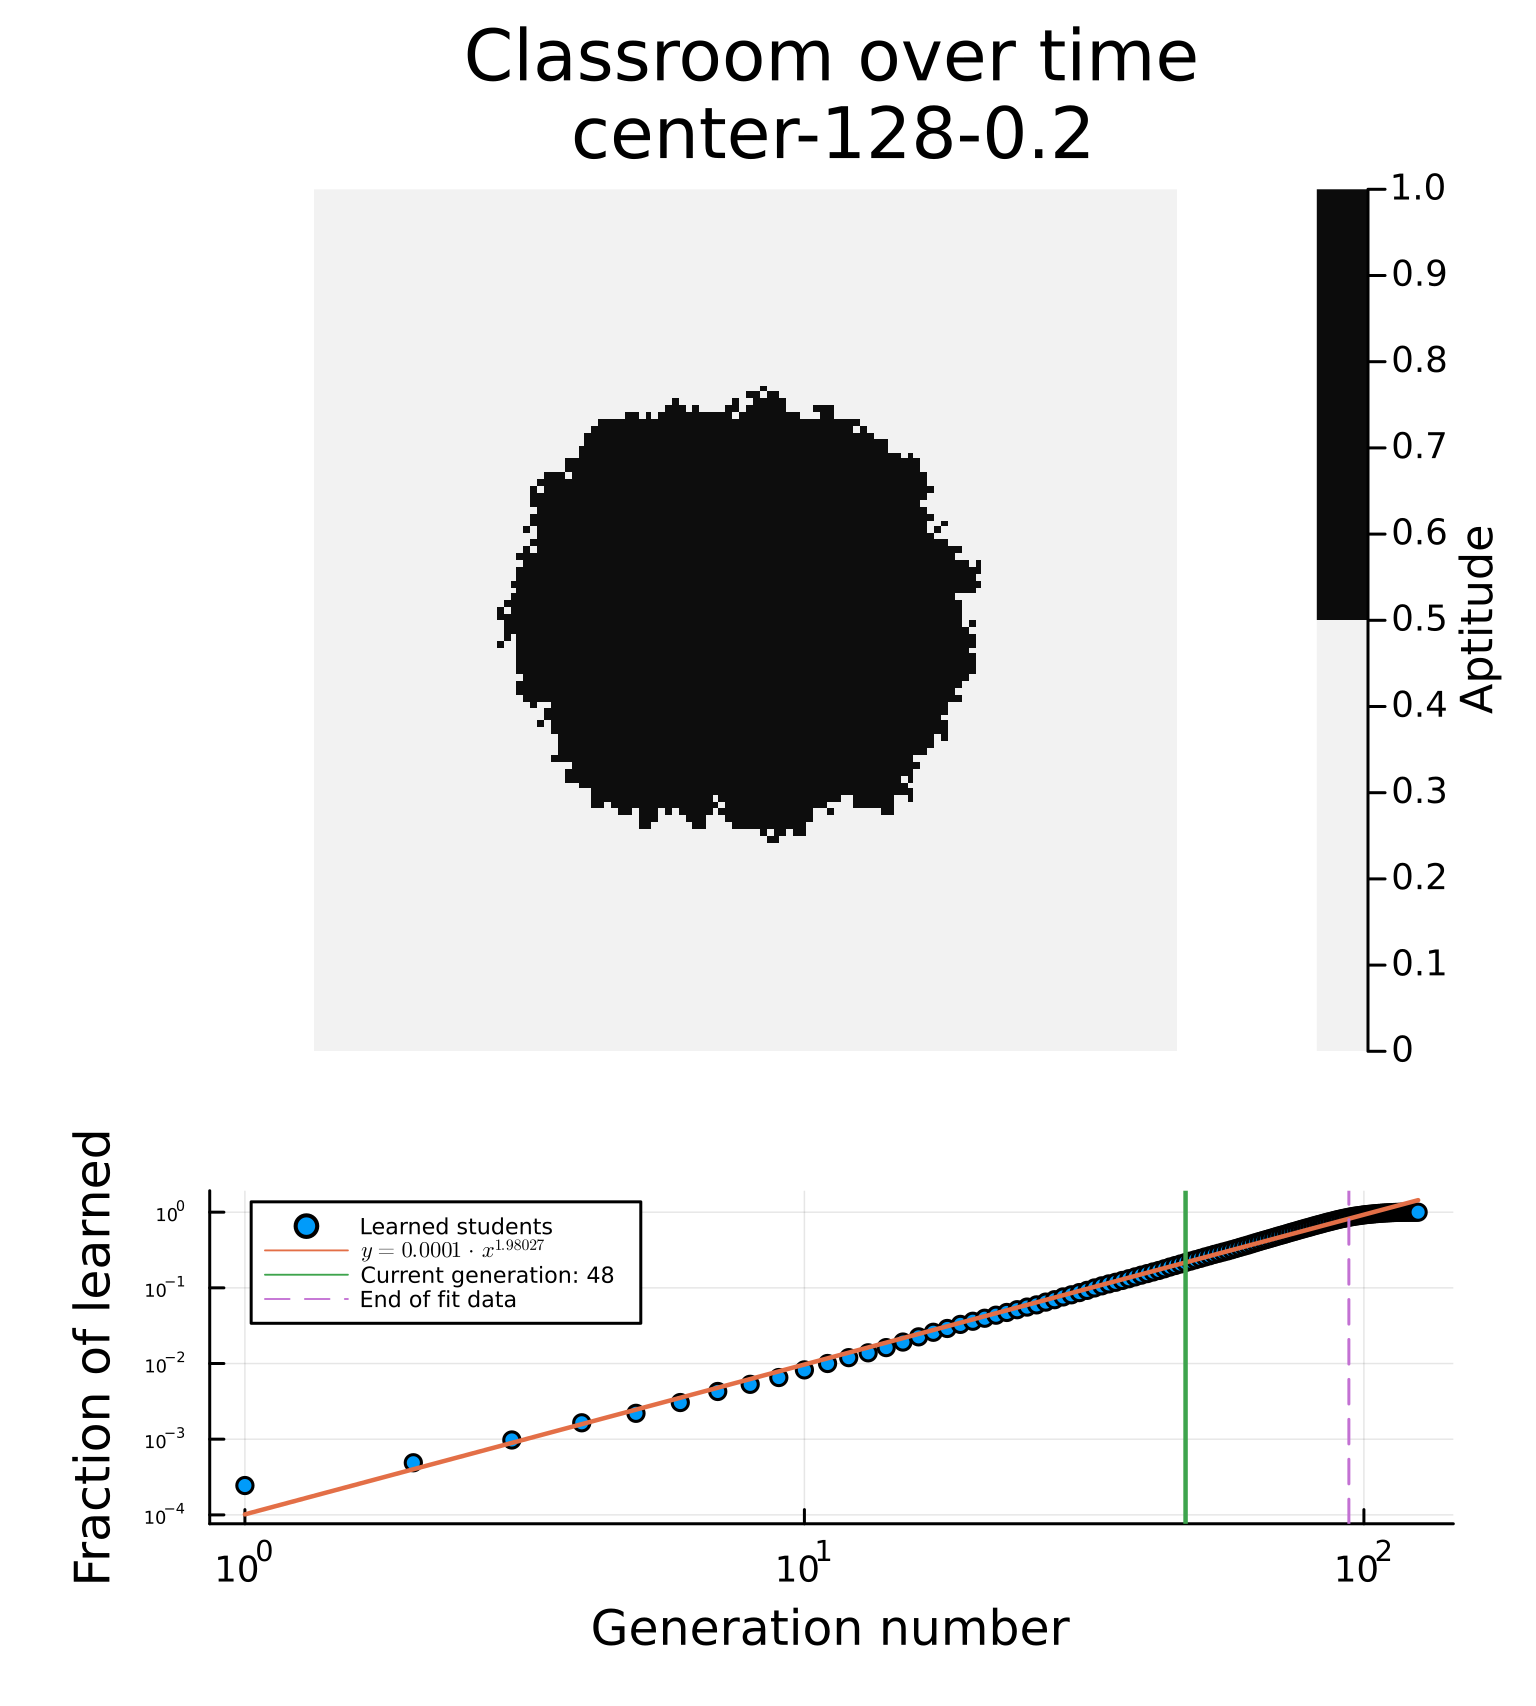 Classroom over time
center-128-0.2
1.0
0.9
0.8
0.7
0.6
0.5
0.4
0.3
0.2
0.1
0
Aptitude
Fraction of learned
10⁰
10⁻¹
10⁻²
10⁻³
10⁻⁴
Learned students
y = 0.0001 · x^1.98027
Current generation: 48
End of fit data
10⁰
10¹
10²
Generation number